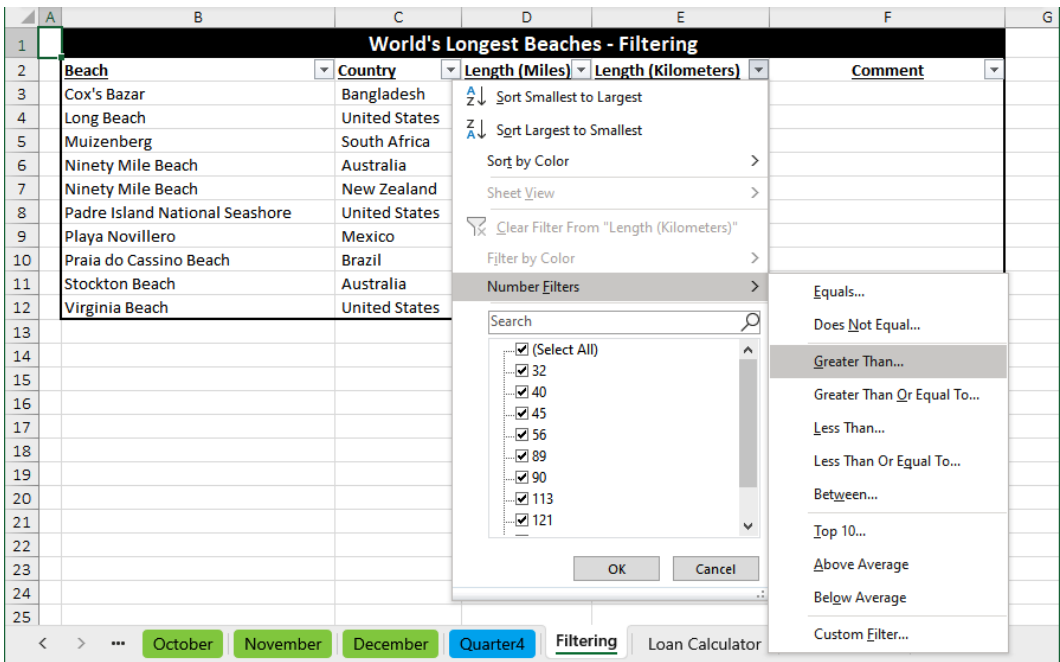 A B C D E F G
1 World's Longest Beaches - Filtering
2 Beach Country Length (Miles) Length (Kilometers) Comment
3 Cox's Bazar Bangladesh
4 Long Beach United States
5 Muizenberg South Africa
6 Ninety Mile Beach Australia
7 Ninety Mile Beach New Zealand
8 Padre Island National Seashore United States
9 Playa Novillero Mexico
10 Praia do Cassino Beach Brazil
11 Stockton Beach Australia
12 Virginia Beach United States
13
14
15
16
17
18
19
20
21
22
23
24
25
Sort Smallest to Largest
Sort Largest to Smallest
Sort by Color
Sheet View
Clear Filter From "Length (Kilometers)"
Filter by Color
Number Filters
Search
(Select All)
32
40
45
56
89
90
113
121
OK Cancel
Equals...
Does Not Equal...
Greater Than...
Greater Than Or Equal To...
Less Than...
Less Than Or Equal To...
Between...
Top 10...
Above Average
Below Average
Custom Filter...
October November December Quarter4 Filtering Loan Calculator